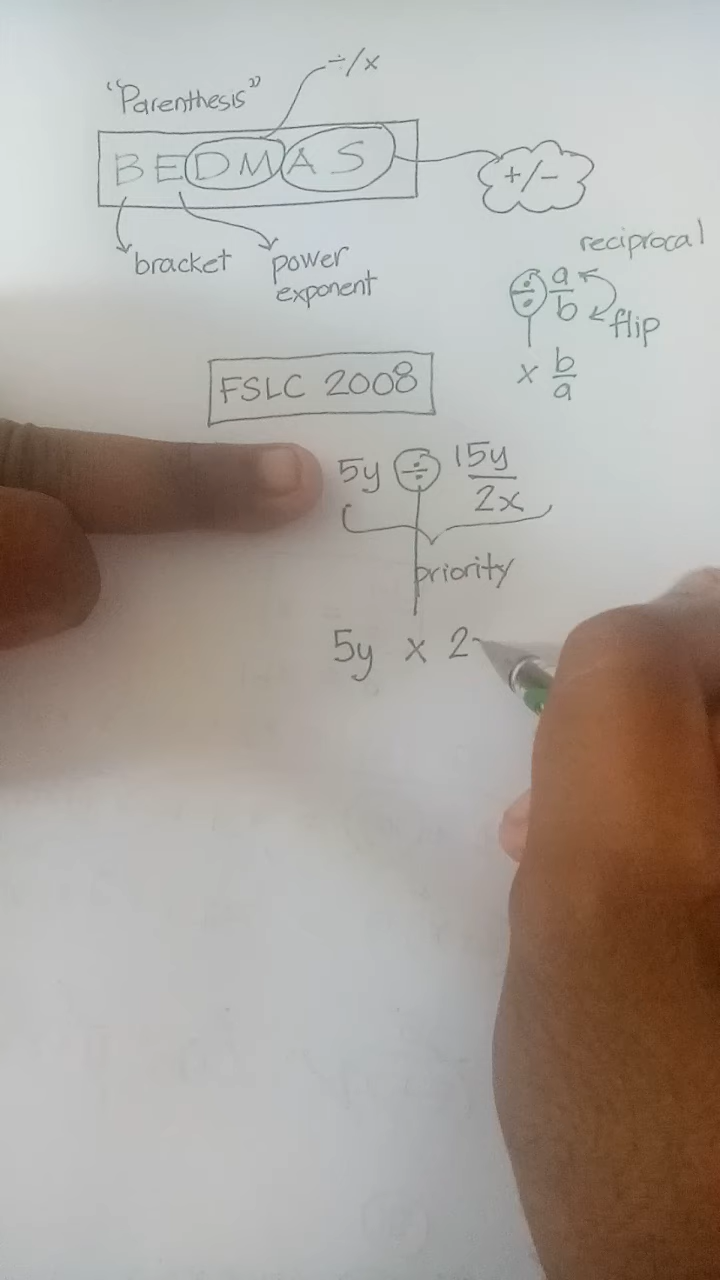 ÷/x
"Parenthesis"
BEDMAS
+/-
bracket
power
exponent
reciprocal
÷ a/b
flip
x b/a
FSLC 2008
5y ÷ 15y/2x
priority
5y x 2